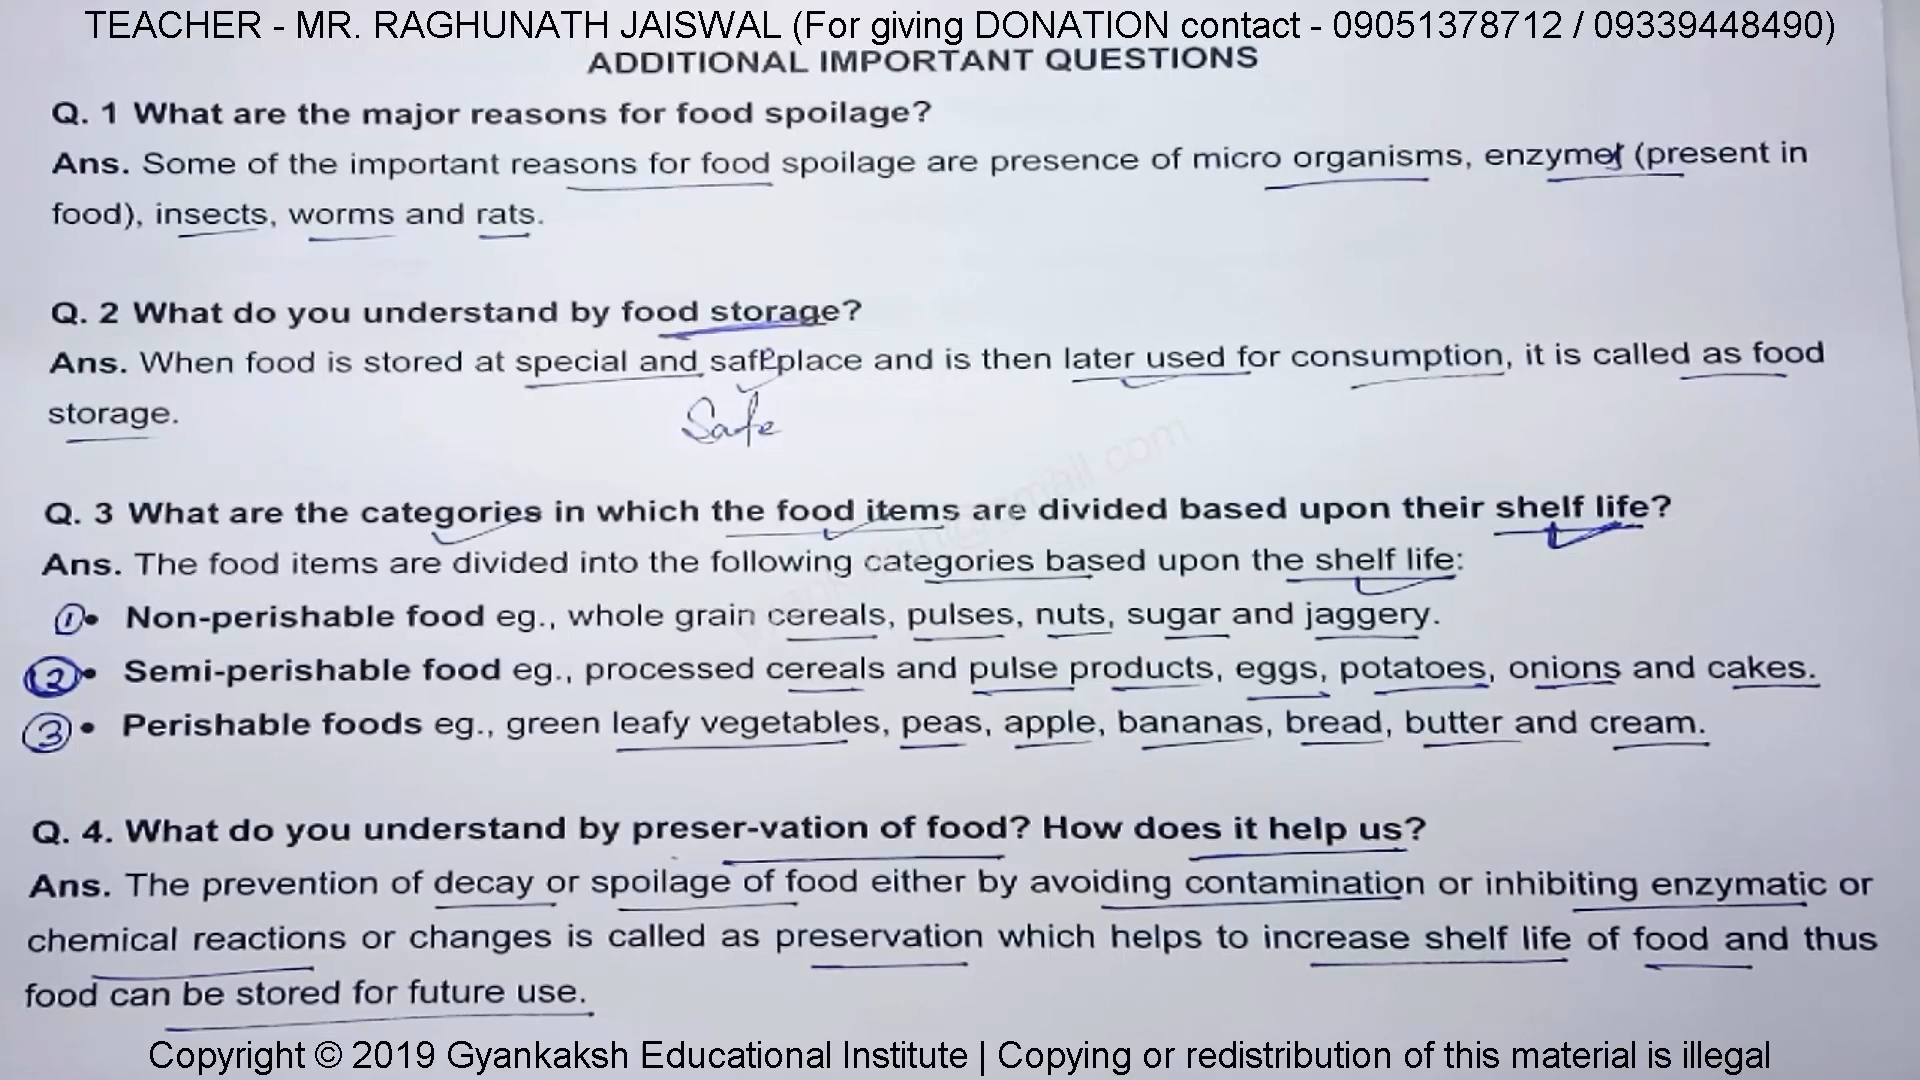 TEACHER - MR. RAGHUNATH JAISWAL (For giving DONATION contact - 09051378712 / 09339448490)
ADDITIONAL IMPORTANT QUESTIONS
Q. 1 What are the major reasons for food spoilage?
Ans. Some of the important reasons for food spoilage are presence of micro organisms, enzymes (present in
food), insects, worms and rats.
Q. 2 What do you understand by food storage?
Ans. When food is stored at special and safe place and is then later used for consumption, it is called as food
storage.
Safe
Q. 3 What are the categories in which the food items are divided based upon their shelf life?
Ans. The food items are divided into the following categories based upon the shelf life:
1 • Non-perishable food eg., whole grain cereals, pulses, nuts, sugar and jaggery.
2 • Semi-perishable food eg., processed cereals and pulse products, eggs, potatoes, onions and cakes.
3 • Perishable foods eg., green leafy vegetables, peas, apple, bananas, bread, butter and cream.
Q. 4. What do you understand by preser-vation of food? How does it help us?
Ans. The prevention of decay or spoilage of food either by avoiding contamination or inhibiting enzymatic or
chemical reactions or changes is called as preservation which helps to increase shelf life of food and thus
food can be stored for future use.
Copyright © 2019 Gyankaksh Educational Institute | Copying or redistribution of this material is illegal